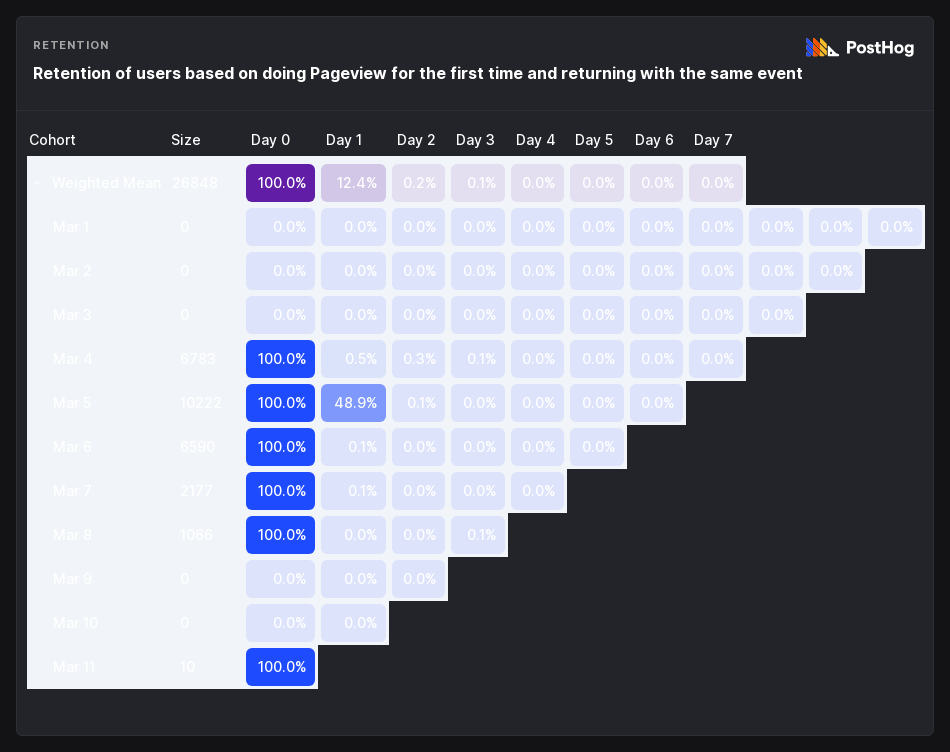 RETENTION
PostHog
Retention of users based on doing Pageview for the first time and returning with the same event
Cohort Size Day 0 Day 1 Day 2 Day 3 Day 4 Day 5 Day 6 Day 7
Weighted Mean 26848 100.0% 12.4% 0.2% 0.1% 0.0% 0.0% 0.0% 0.0%
Mar 1 0 0.0% 0.0% 0.0% 0.0% 0.0% 0.0% 0.0% 0.0% 0.0% 0.0% 0.0%
Mar 2 0 0.0% 0.0% 0.0% 0.0% 0.0% 0.0% 0.0% 0.0% 0.0% 0.0%
Mar 3 0 0.0% 0.0% 0.0% 0.0% 0.0% 0.0% 0.0% 0.0% 0.0%
Mar 4 6783 100.0% 0.5% 0.3% 0.1% 0.0% 0.0% 0.0% 0.0%
Mar 5 10222 100.0% 48.9% 0.1% 0.0% 0.0% 0.0% 0.0%
Mar 6 6590 100.0% 0.1% 0.0% 0.0% 0.0% 0.0%
Mar 7 2177 100.0% 0.1% 0.0% 0.0% 0.0%
Mar 8 1066 100.0% 0.0% 0.0% 0.1%
Mar 9 0 0.0% 0.0% 0.0%
Mar 10 0 0.0% 0.0%
Mar 11 10 100.0%